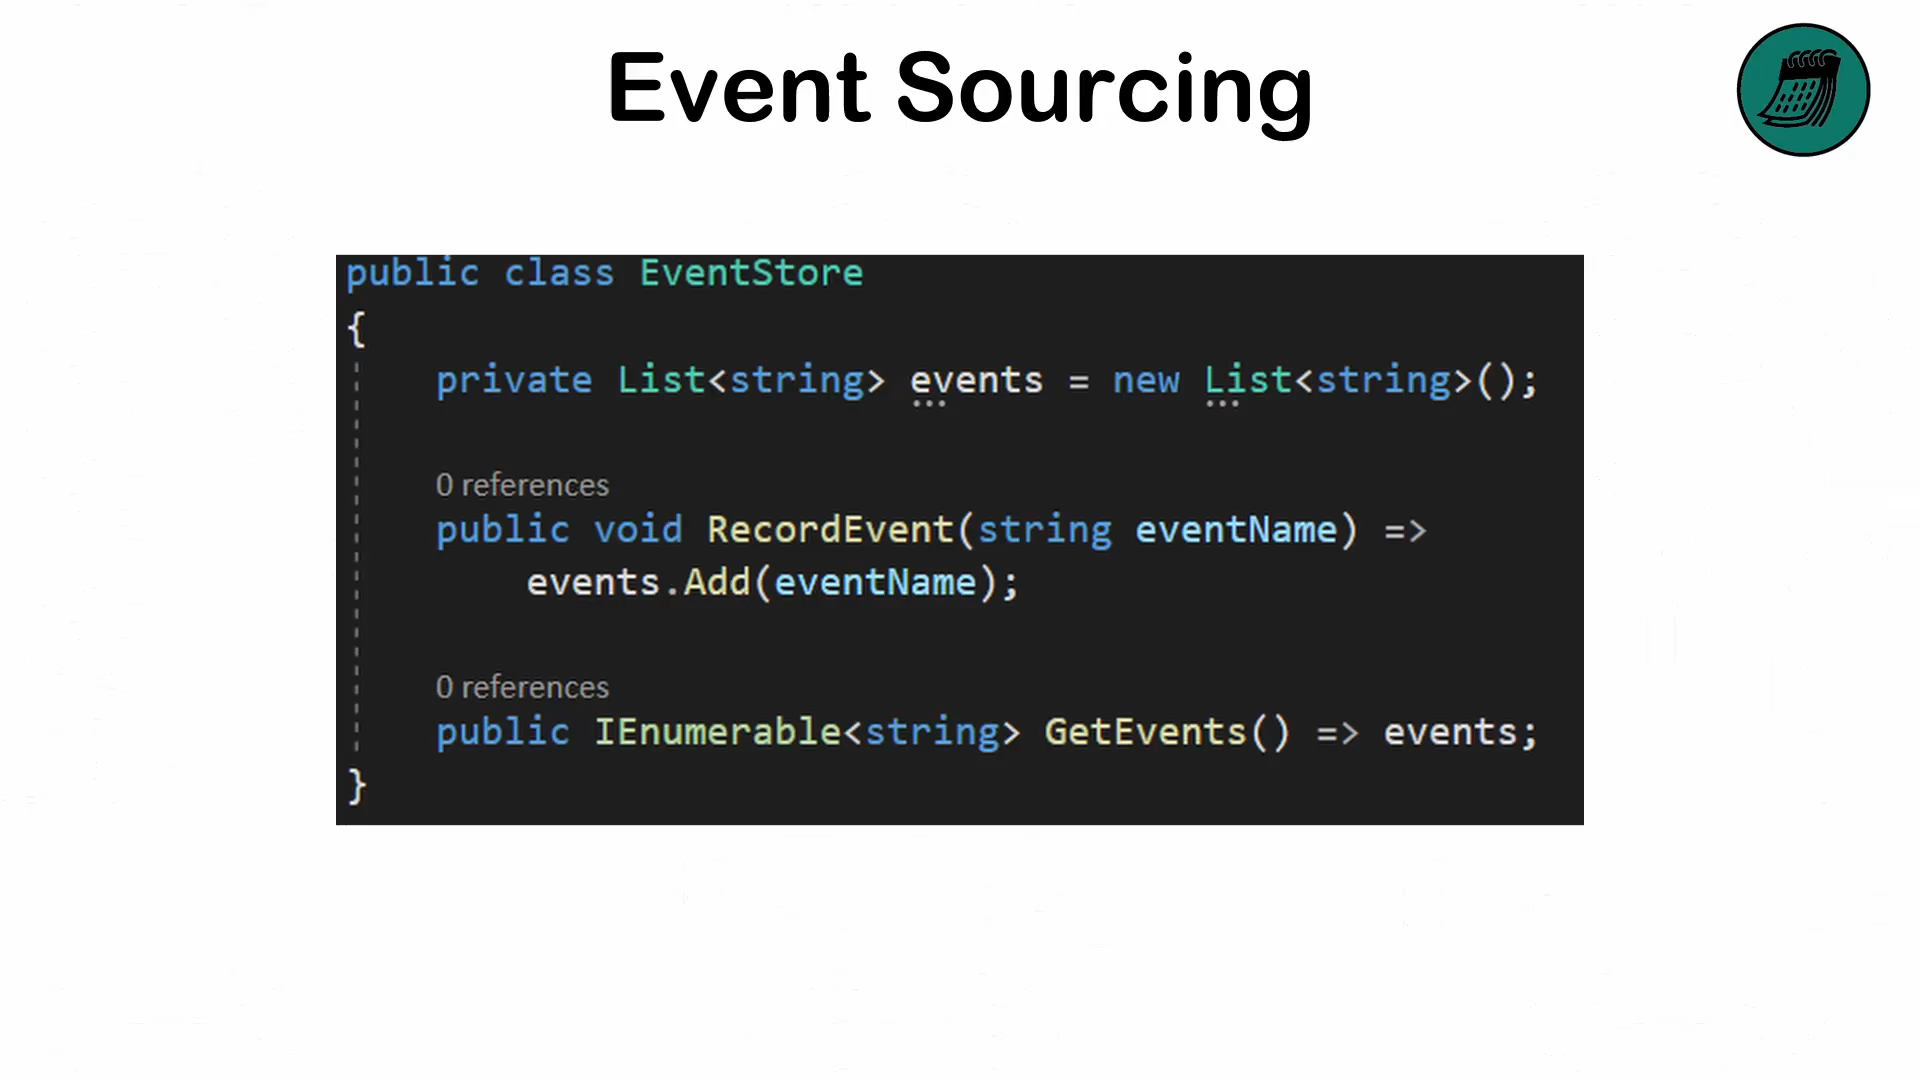 Event Sourcing
public class EventStore
{
private List<string> events = new List<string>();
0 references
public void RecordEvent(string eventName) =>
events.Add(eventName);
0 references
public IEnumerable<string> GetEvents() => events;
}